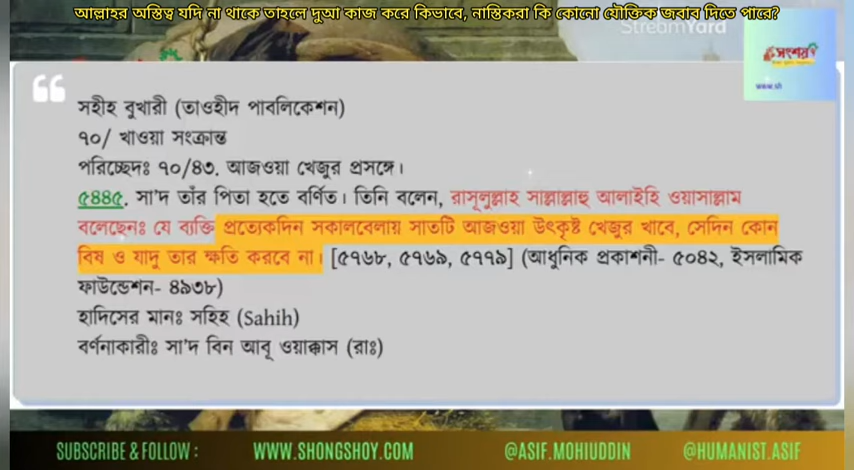 আল্লাহর অস্তিত্ব যদি না থাকে তাহলে দুআ কাজ করে কিভাবে, নাস্তিকরা কি কোনো যৌক্তিক জবাব দিতে পারে?
StreamYard
সংশয়
www.sh
সহীহ বুখারী (তাওহীদ পাবলিকেশন)
৭০/ খাওয়া সংক্রান্ত
পরিচ্ছেদঃ ৭০/৪৩. আজওয়া খেজুর প্রসঙ্গে।
৫৪৪৫. সা’দ তাঁর পিতা হতে বর্ণিত। তিনি বলেন, রাসূলুল্লাহ সাল্লাল্লাহু আলাইহি ওয়াসাল্লাম
বলেছেনঃ যে ব্যক্তি প্রত্যেকদিন সকালবেলায় সাতটি আজওয়া উৎকৃষ্ট খেজুর খাবে, সেদিন কোন
বিষ ও যাদু তার ক্ষতি করবে না। [৫৭৬৮, ৫৭৬৯, ৫৭৭৯] (আধুনিক প্রকাশনী- ৫০৪২, ইসলামিক
ফাউন্ডেশন- ৪৯৩৮)
হাদিসের মানঃ সহিহ (Sahih)
বর্ণনাকারীঃ সা’দ বিন আবূ ওয়াক্কাস (রাঃ)
SUBSCRIBE & FOLLOW : WWW.SHONGSHOY.COM @ASIF.MOHIUDDIN @HUMANIST.ASIF